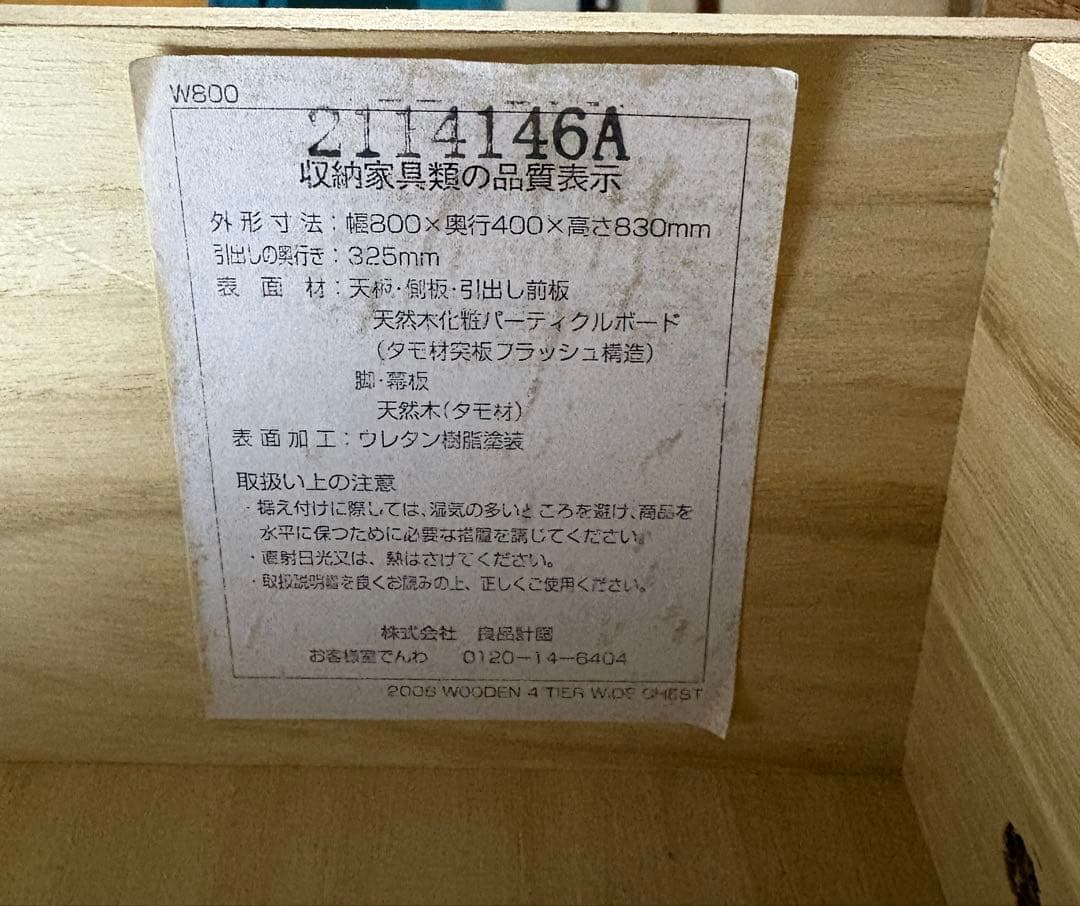 W800
2114146A
収納家具類の品質表示
外形寸法：幅800×奥行400×高さ830mm
引出しの奥行き：325mm
表面材：天板・側板・引出し前板
天然木化粧パーティクルボード
（タモ材突板フラッシュ構造）
脚・幕板
天然木（タモ材）
表面加工：ウレタン樹脂塗装
取扱い上の注意
・据え付けに際しては、湿気の多いところを避け、商品を
水平に保つために必要な措置を講じてください。
・直射日光又は、熱はさけてください。
・取扱説明書を良くお読みの上、正しくご使用ください。
株式会社 良品計画
お客様室でんわ 0120-14-6404
2006 WOODEN 4 TIER WIDE CHEST